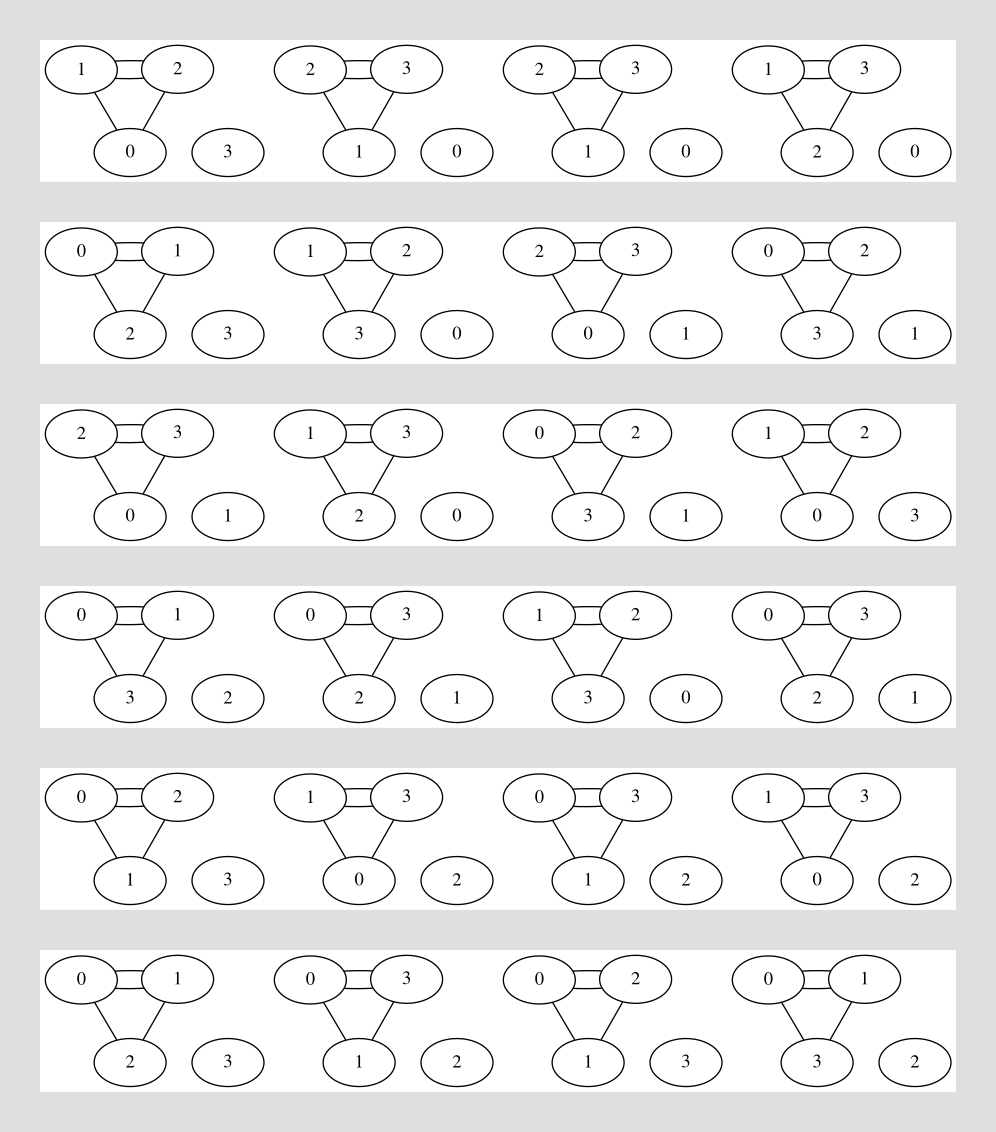 1 2 2 3 2 3 1 3
0 3 1 0 1 0 2 0
0 1 1 2 2 3 0 2
2 3 3 0 0 1 3 1
2 3 1 3 0 2 1 2
0 1 2 0 3 1 0 3
0 1 0 3 1 2 0 3
3 2 2 1 3 0 2 1
0 2 1 3 0 3 1 3
1 3 0 2 1 2 0 2
0 1 0 3 0 2 0 1
2 3 1 2 1 3 3 2